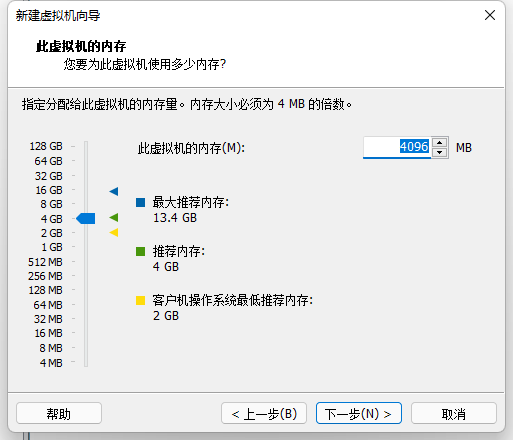 新建虚拟机向导
此虚拟机的内存
您要为此虚拟机使用多少内存?
指定分配给此虚拟机的内存量。内存大小必须为 4 MB 的倍数。
128 GB
64 GB
32 GB
16 GB
8 GB
4 GB
2 GB
1 GB
512 MB
256 MB
128 MB
64 MB
32 MB
16 MB
8 MB
4 MB
此虚拟机的内存(M):
4096
MB
最大推荐内存:
13.4 GB
推荐内存:
4 GB
客户机操作系统最低推荐内存:
2 GB
帮助
< 上一步(B)
下一步(N) >
取消